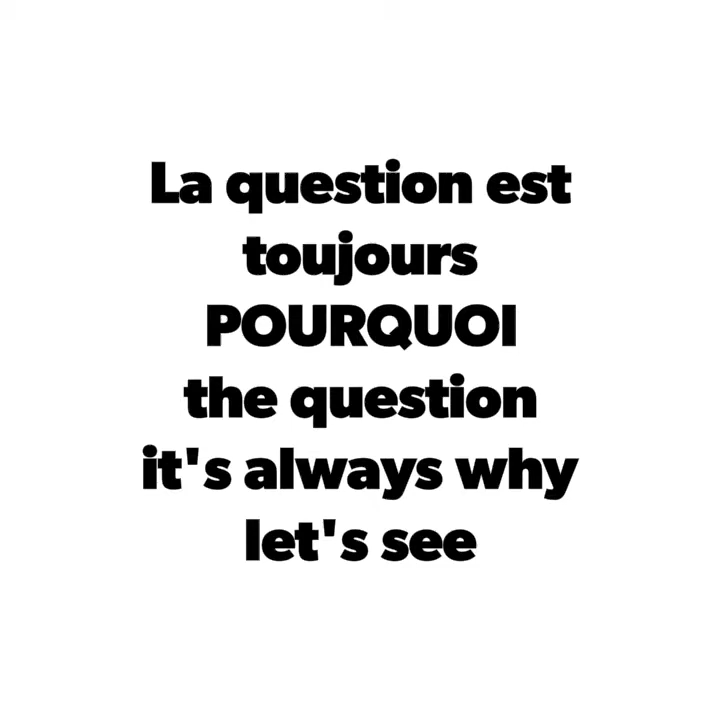 La question est
toujours
POURQUOI
the question
it's always why
let's see